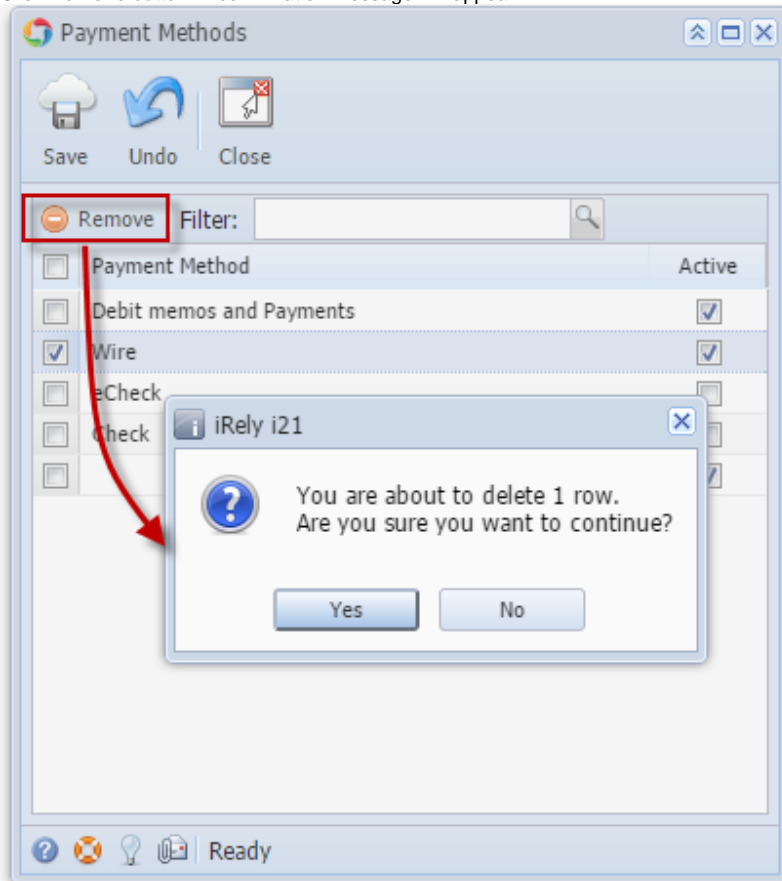 Payment Methods
Save Undo Close
Remove Filter:
Payment Method Active
Debit memos and Payments
Wire
eCheck
Check
iRely i21
You are about to delete 1 row.
Are you sure you want to continue?
Yes No
Ready